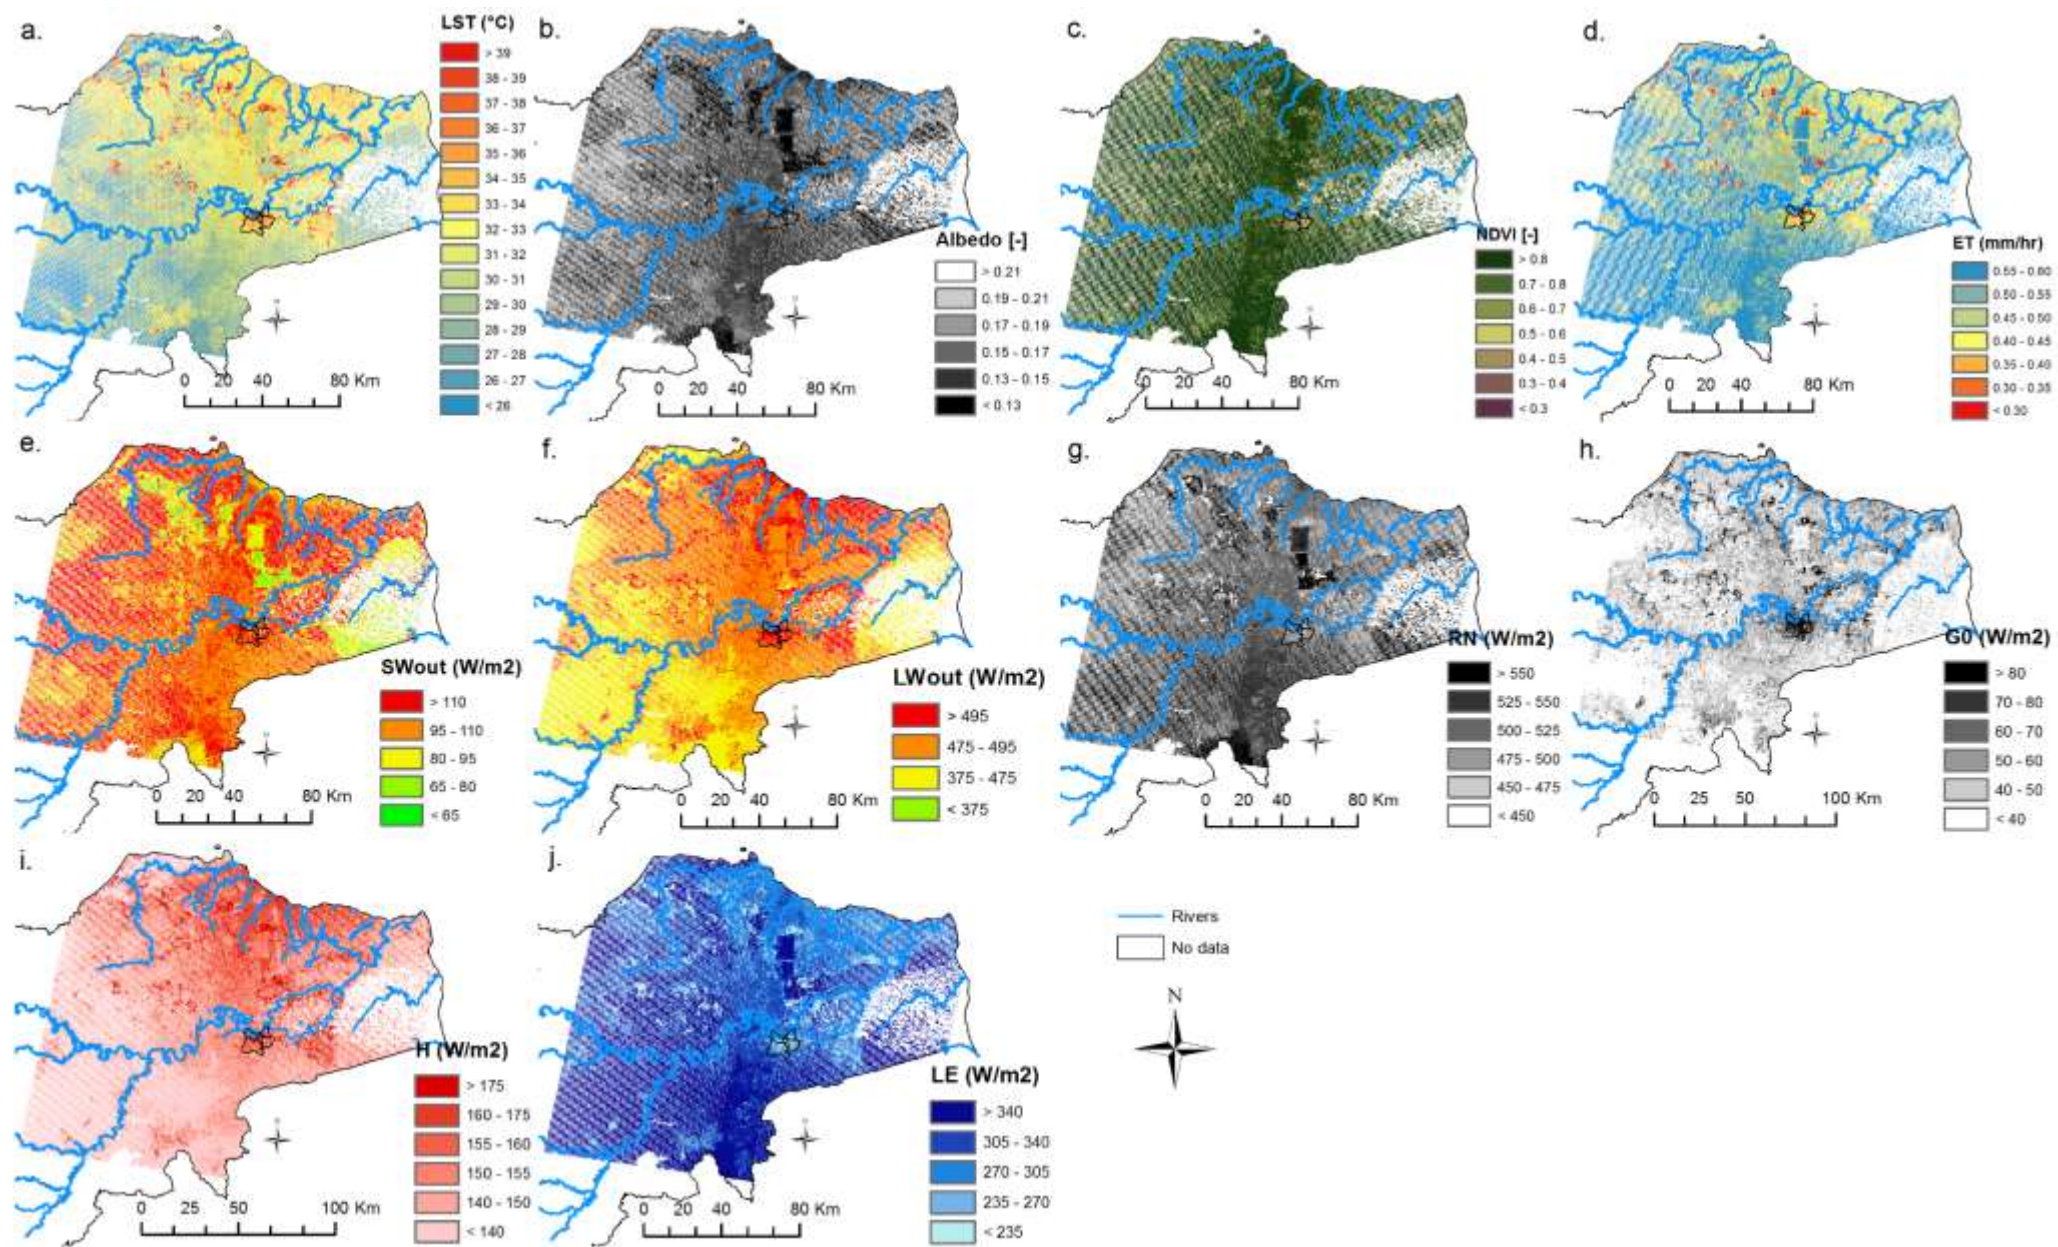 a.
LST (°C)
> 39
38 - 39
37 - 38
36 - 37
35 - 36
34 - 35
33 - 34
32 - 33
31 - 32
30 - 31
29 - 30
28 - 29
27 - 28
26 - 27
< 26
0 20 40 80 Km
b.
Albedo [-]
> 0.21
0.19 - 0.21
0.17 - 0.19
0.15 - 0.17
0.13 - 0.15
< 0.13
0 20 40 80 Km
c.
NDVI [-]
> 0.8
0.7 - 0.8
0.6 - 0.7
0.5 - 0.6
0.4 - 0.5
0.3 - 0.4
< 0.3
0 20 40 80 Km
d.
ET (mm/hr)
0.55 - 0.60
0.50 - 0.55
0.45 - 0.50
0.40 - 0.45
0.35 - 0.40
0.30 - 0.35
< 0.30
0 20 40 80 Km
e.
SWout (W/m2)
> 110
95 - 110
80 - 95
65 - 80
< 65
0 20 40 80 Km
f.
LWout (W/m2)
> 495
475 - 495
375 - 475
< 375
0 20 40 80 Km
g.
RN (W/m2)
> 550
525 - 550
500 - 525
475 - 500
450 - 475
< 450
0 20 40 80 Km
h.
G0 (W/m2)
> 80
70 - 80
60 - 70
50 - 60
40 - 50
< 40
0 25 50 100 Km
i.
H (W/m2)
> 175
160 - 175
155 - 160
150 - 155
140 - 150
< 140
0 25 50 100 Km
j.
LE (W/m2)
> 340
305 - 340
270 - 305
235 - 270
< 235
0 20 40 80 Km
Rivers
No data
N